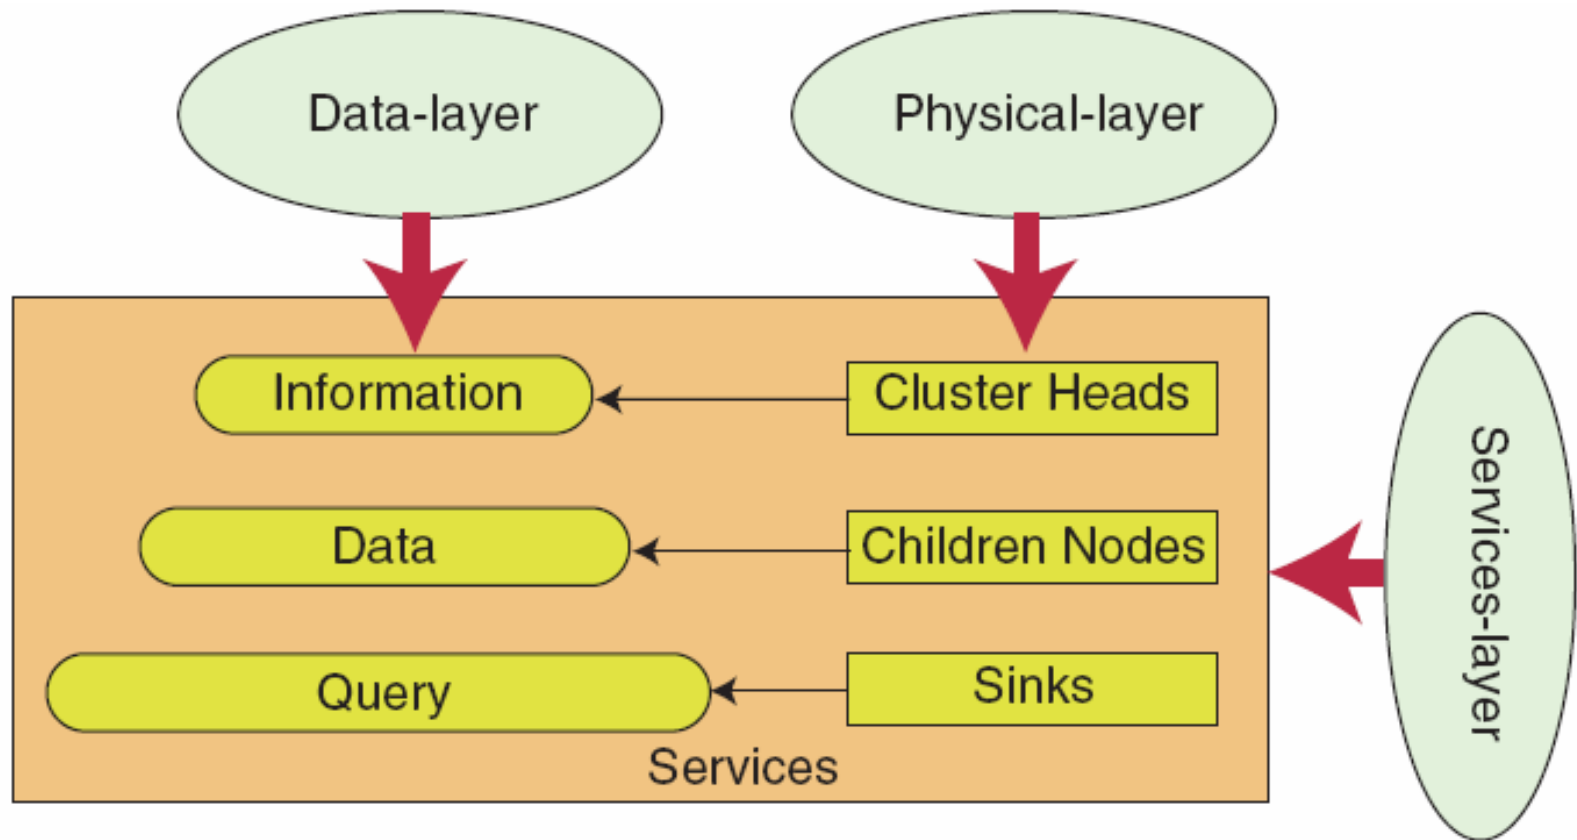 Data-layer
Physical-layer
Information
Cluster Heads
Data
Children Nodes
Query
Sinks
Services
Services-layer